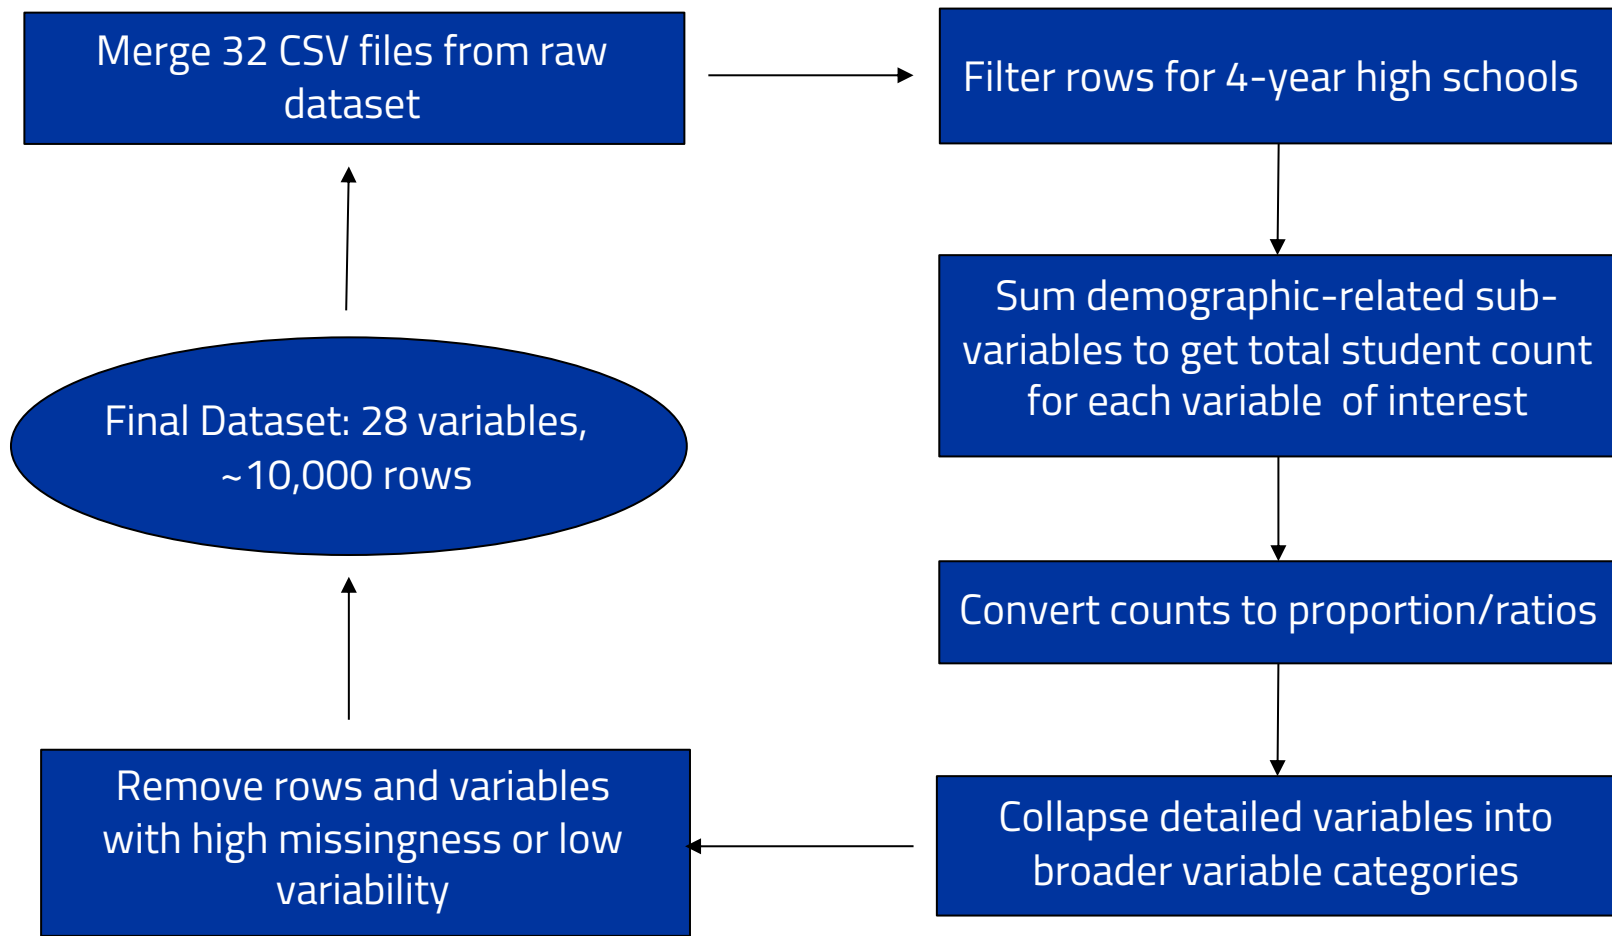 Merge 32 CSV files from raw
dataset
Filter rows for 4-year high schools
Sum demographic-related sub-
variables to get total student count
for each variable  of interest
Convert counts to proportion/ratios
Collapse detailed variables into
broader variable categories
Remove rows and variables
with high missingness or low
variability
Final Dataset: 28 variables,
~10,000 rows